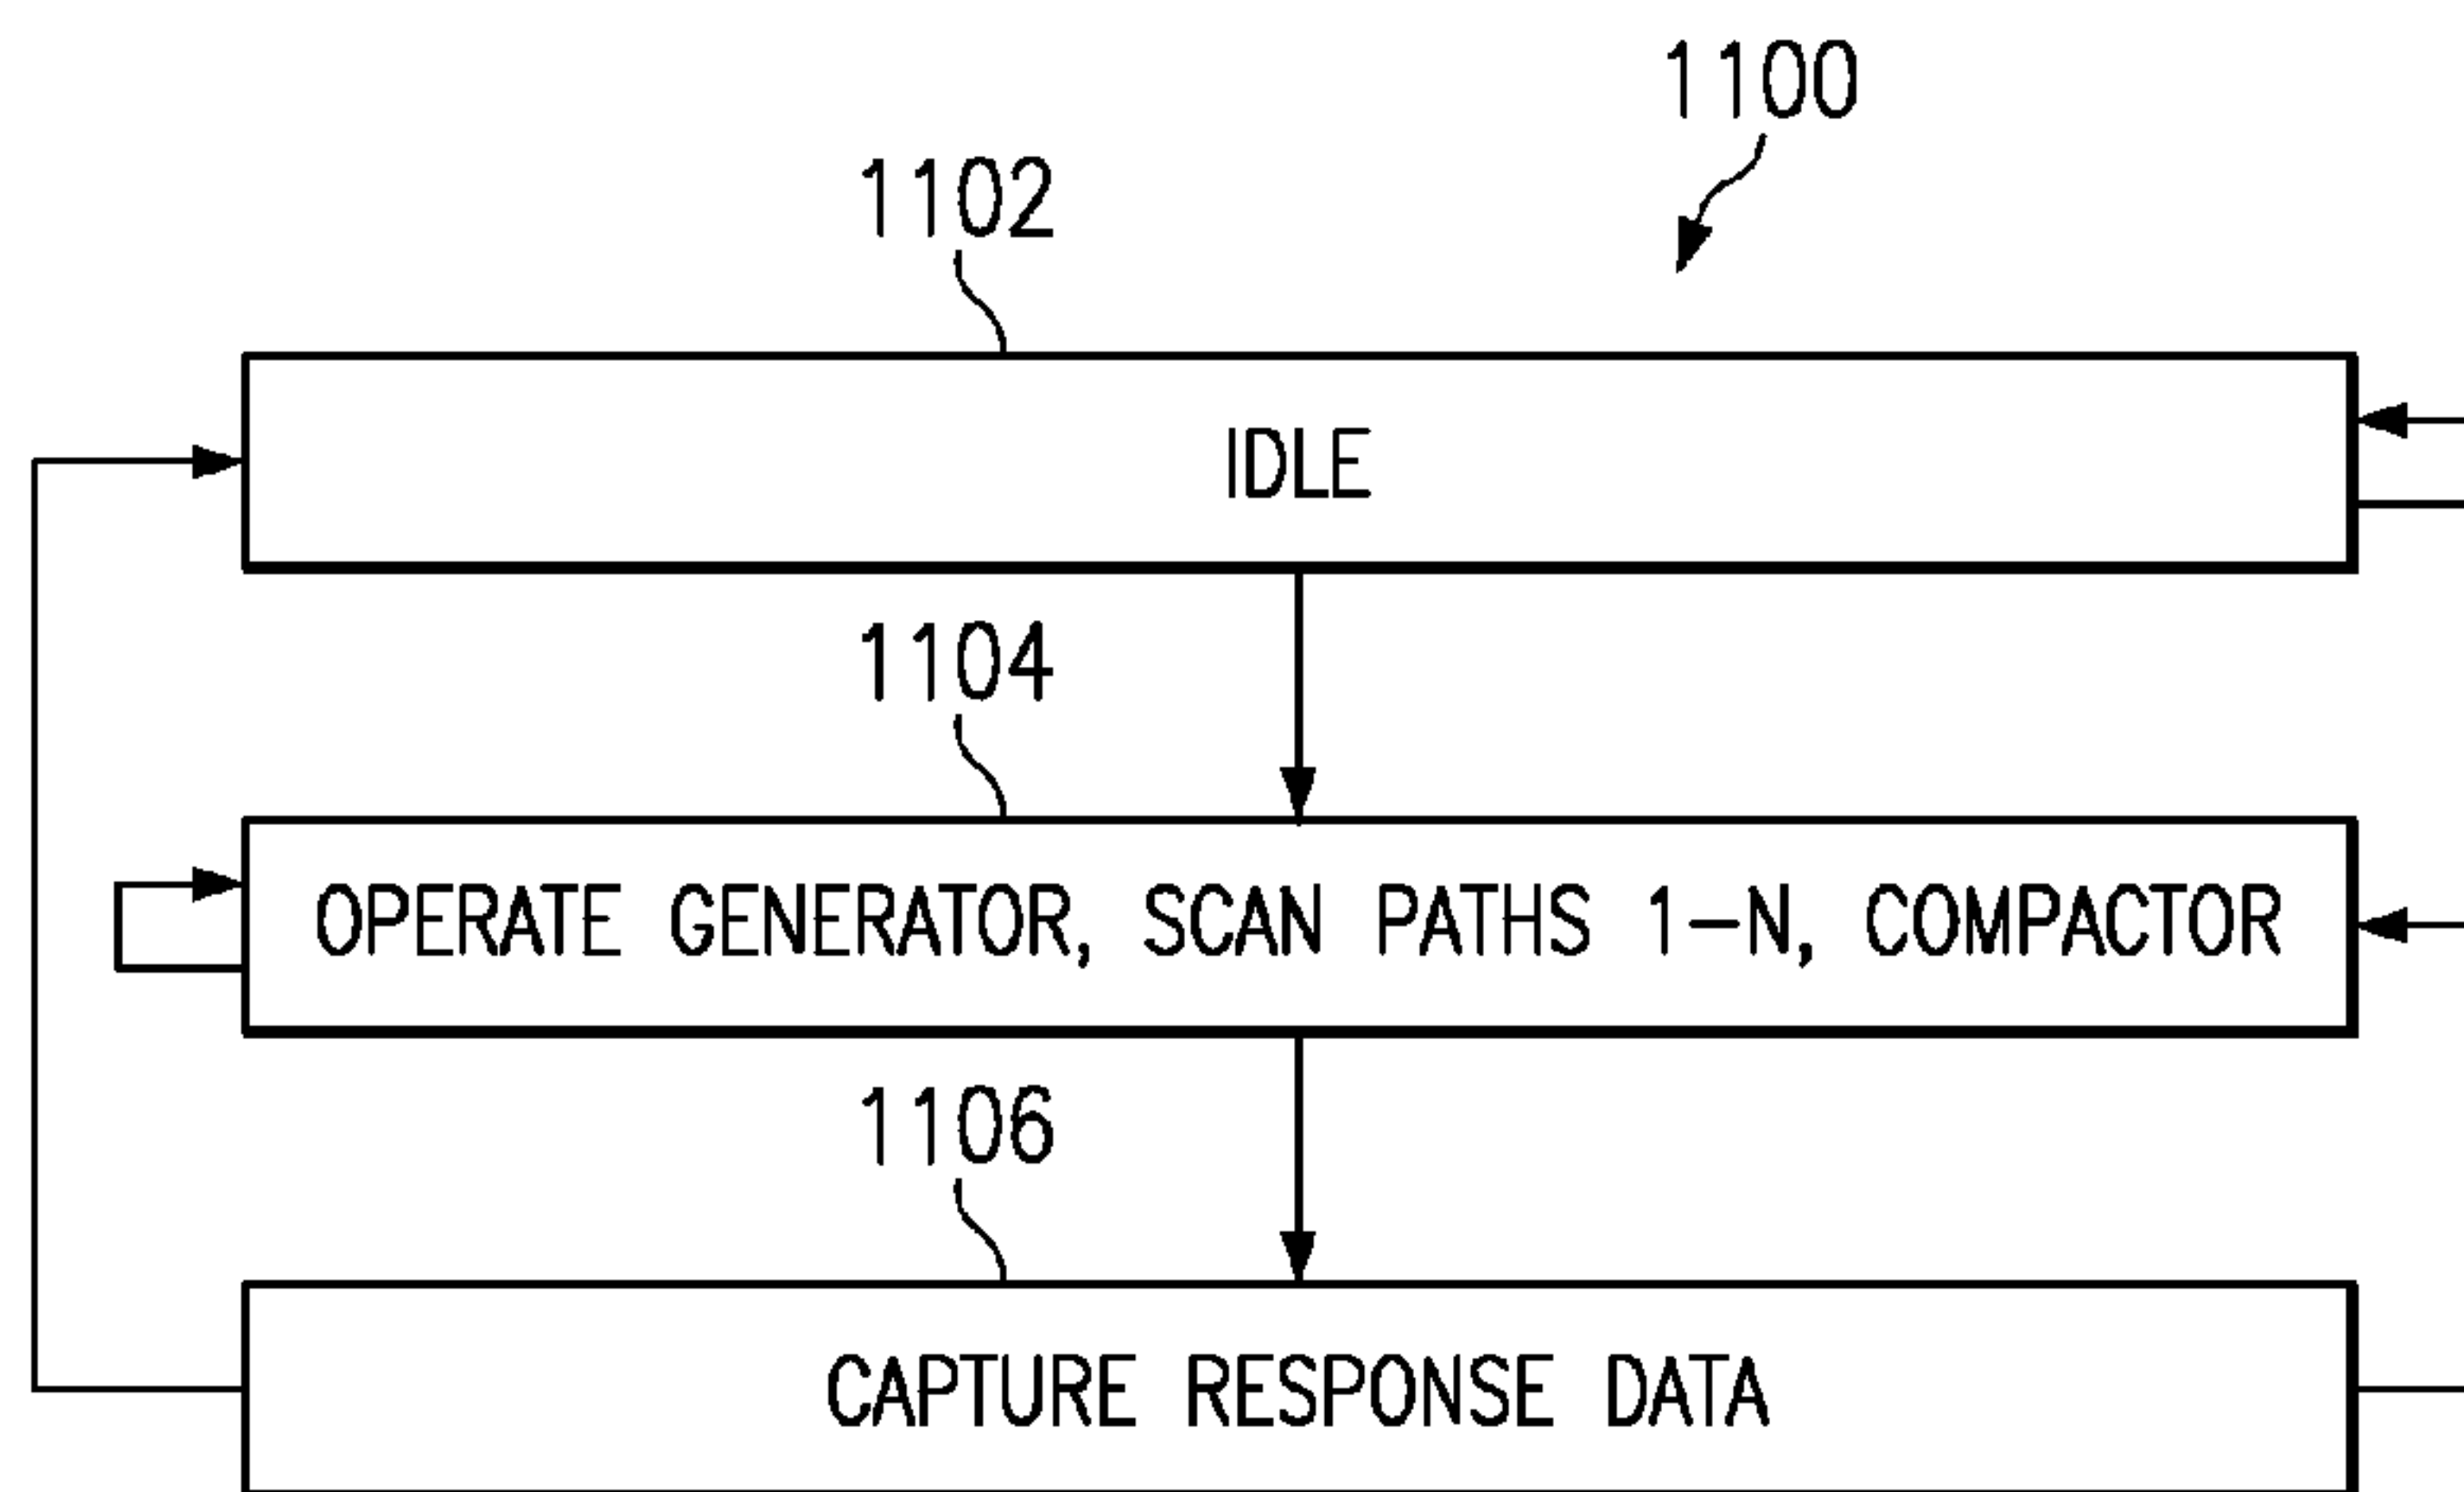 1100
1102
IDLE
1104
OPERATE GENERATOR, SCAN PATHS 1-N, COMPACTOR
1106
CAPTURE RESPONSE DATA